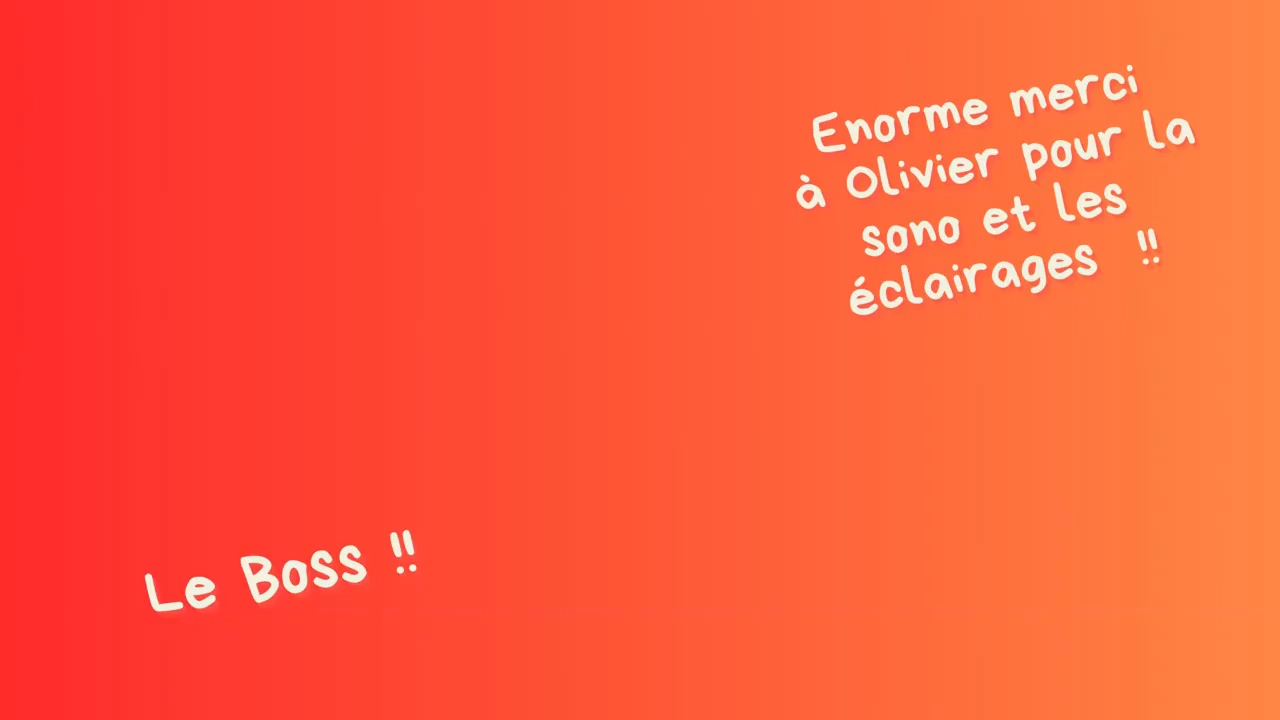 Enorme merci
à Olivier pour la
sono et les
éclairages !!
Le Boss !!